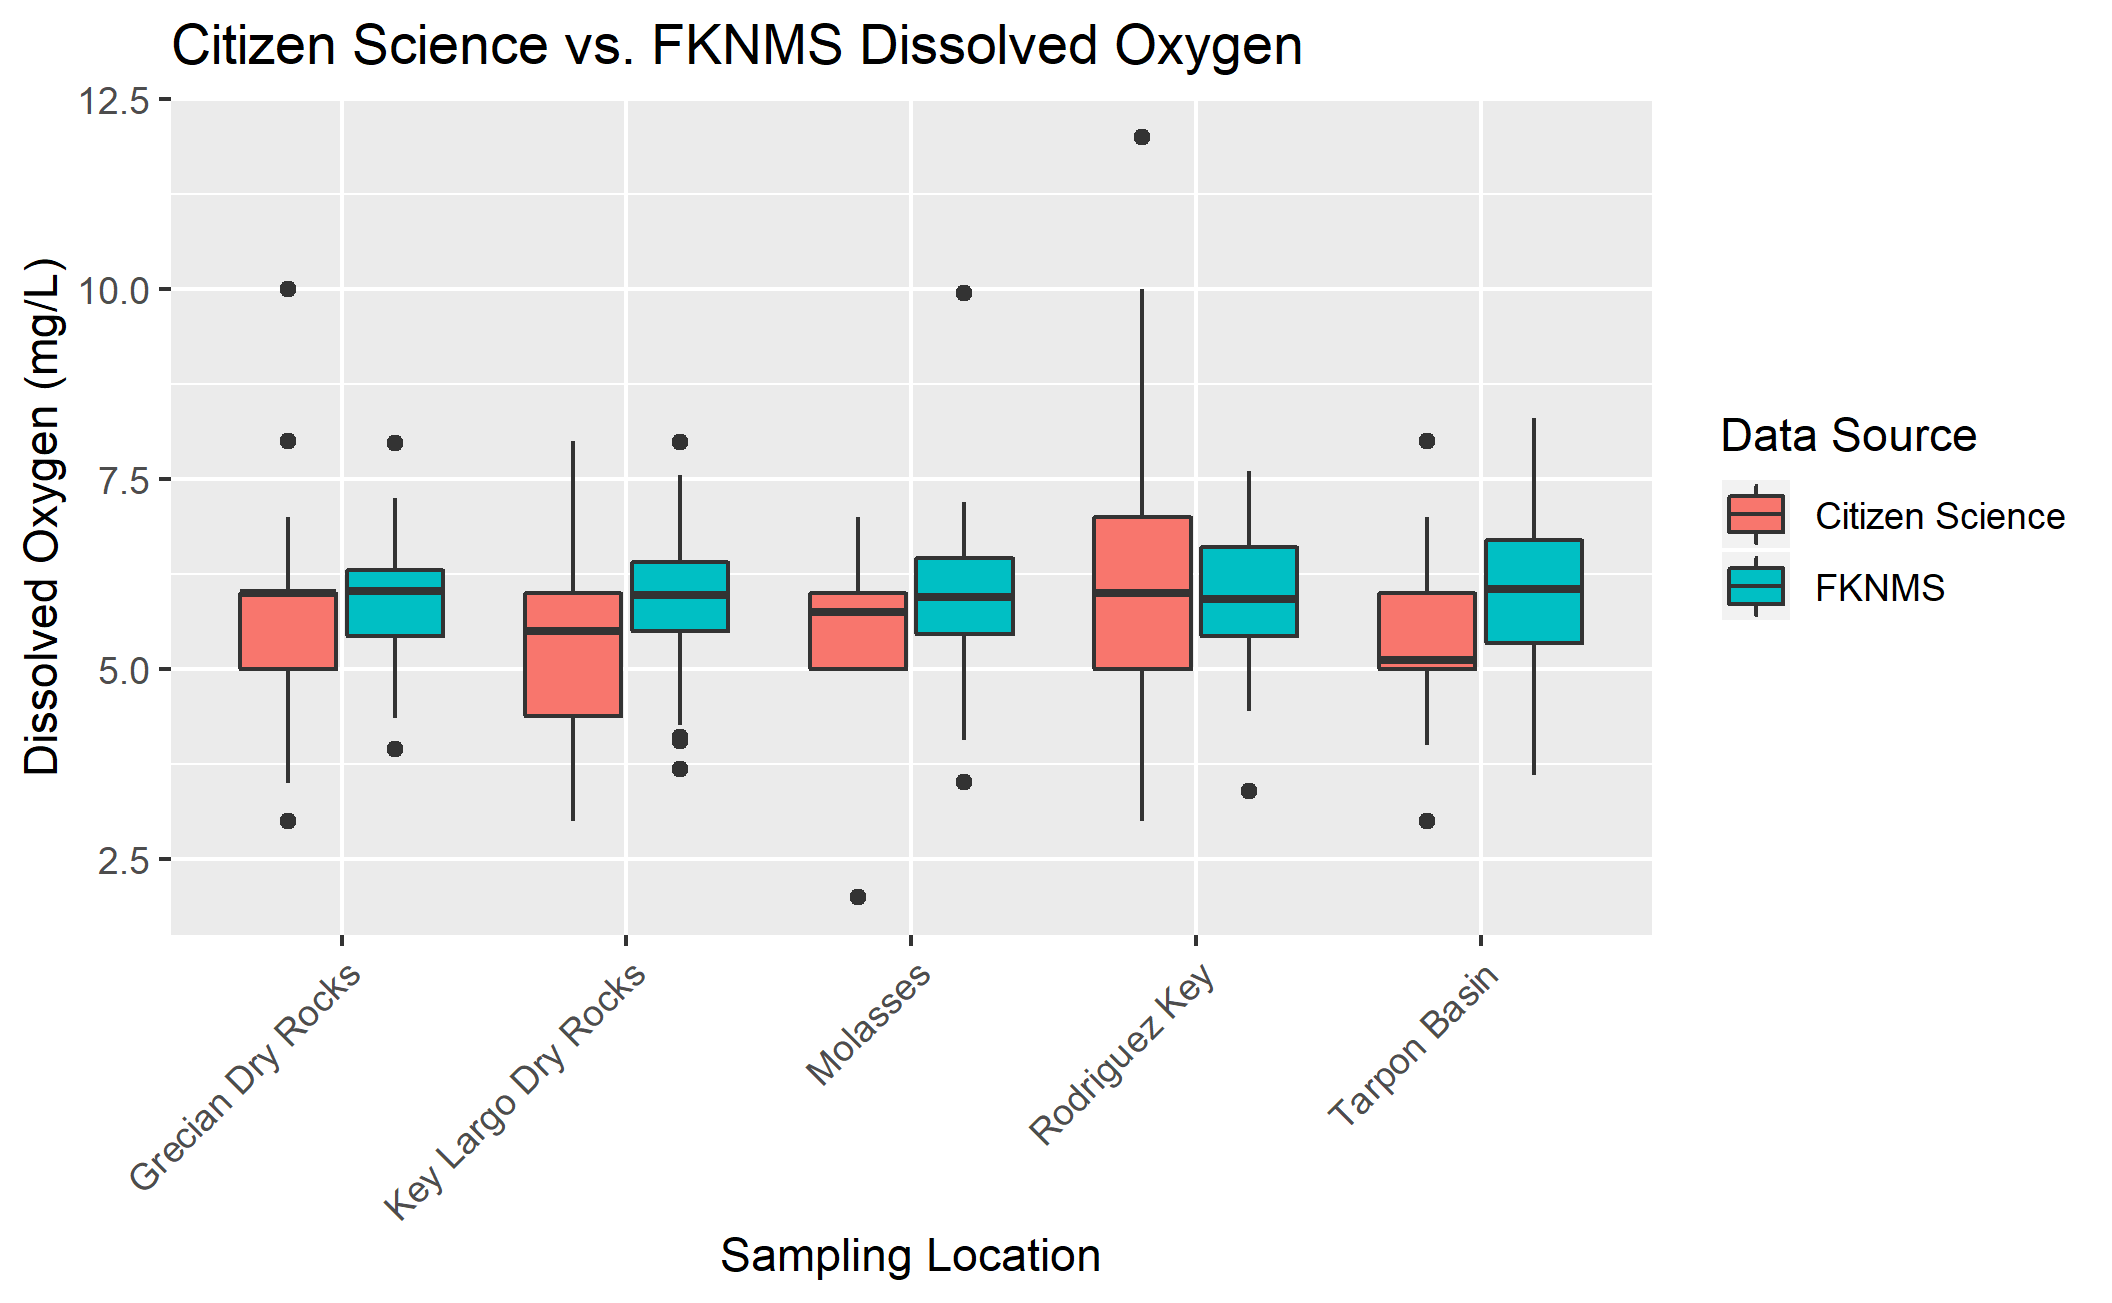 Citizen Science vs. FKNMS Dissolved Oxygen
Dissolved Oxygen (mg/L)
12.5
10.0
7.5
5.0
2.5
Grecian Dry Rocks
Key Largo Dry Rocks
Molasses
Rodriguez Key
Tarpon Basin
Sampling Location
Data Source
Citizen Science
FKNMS